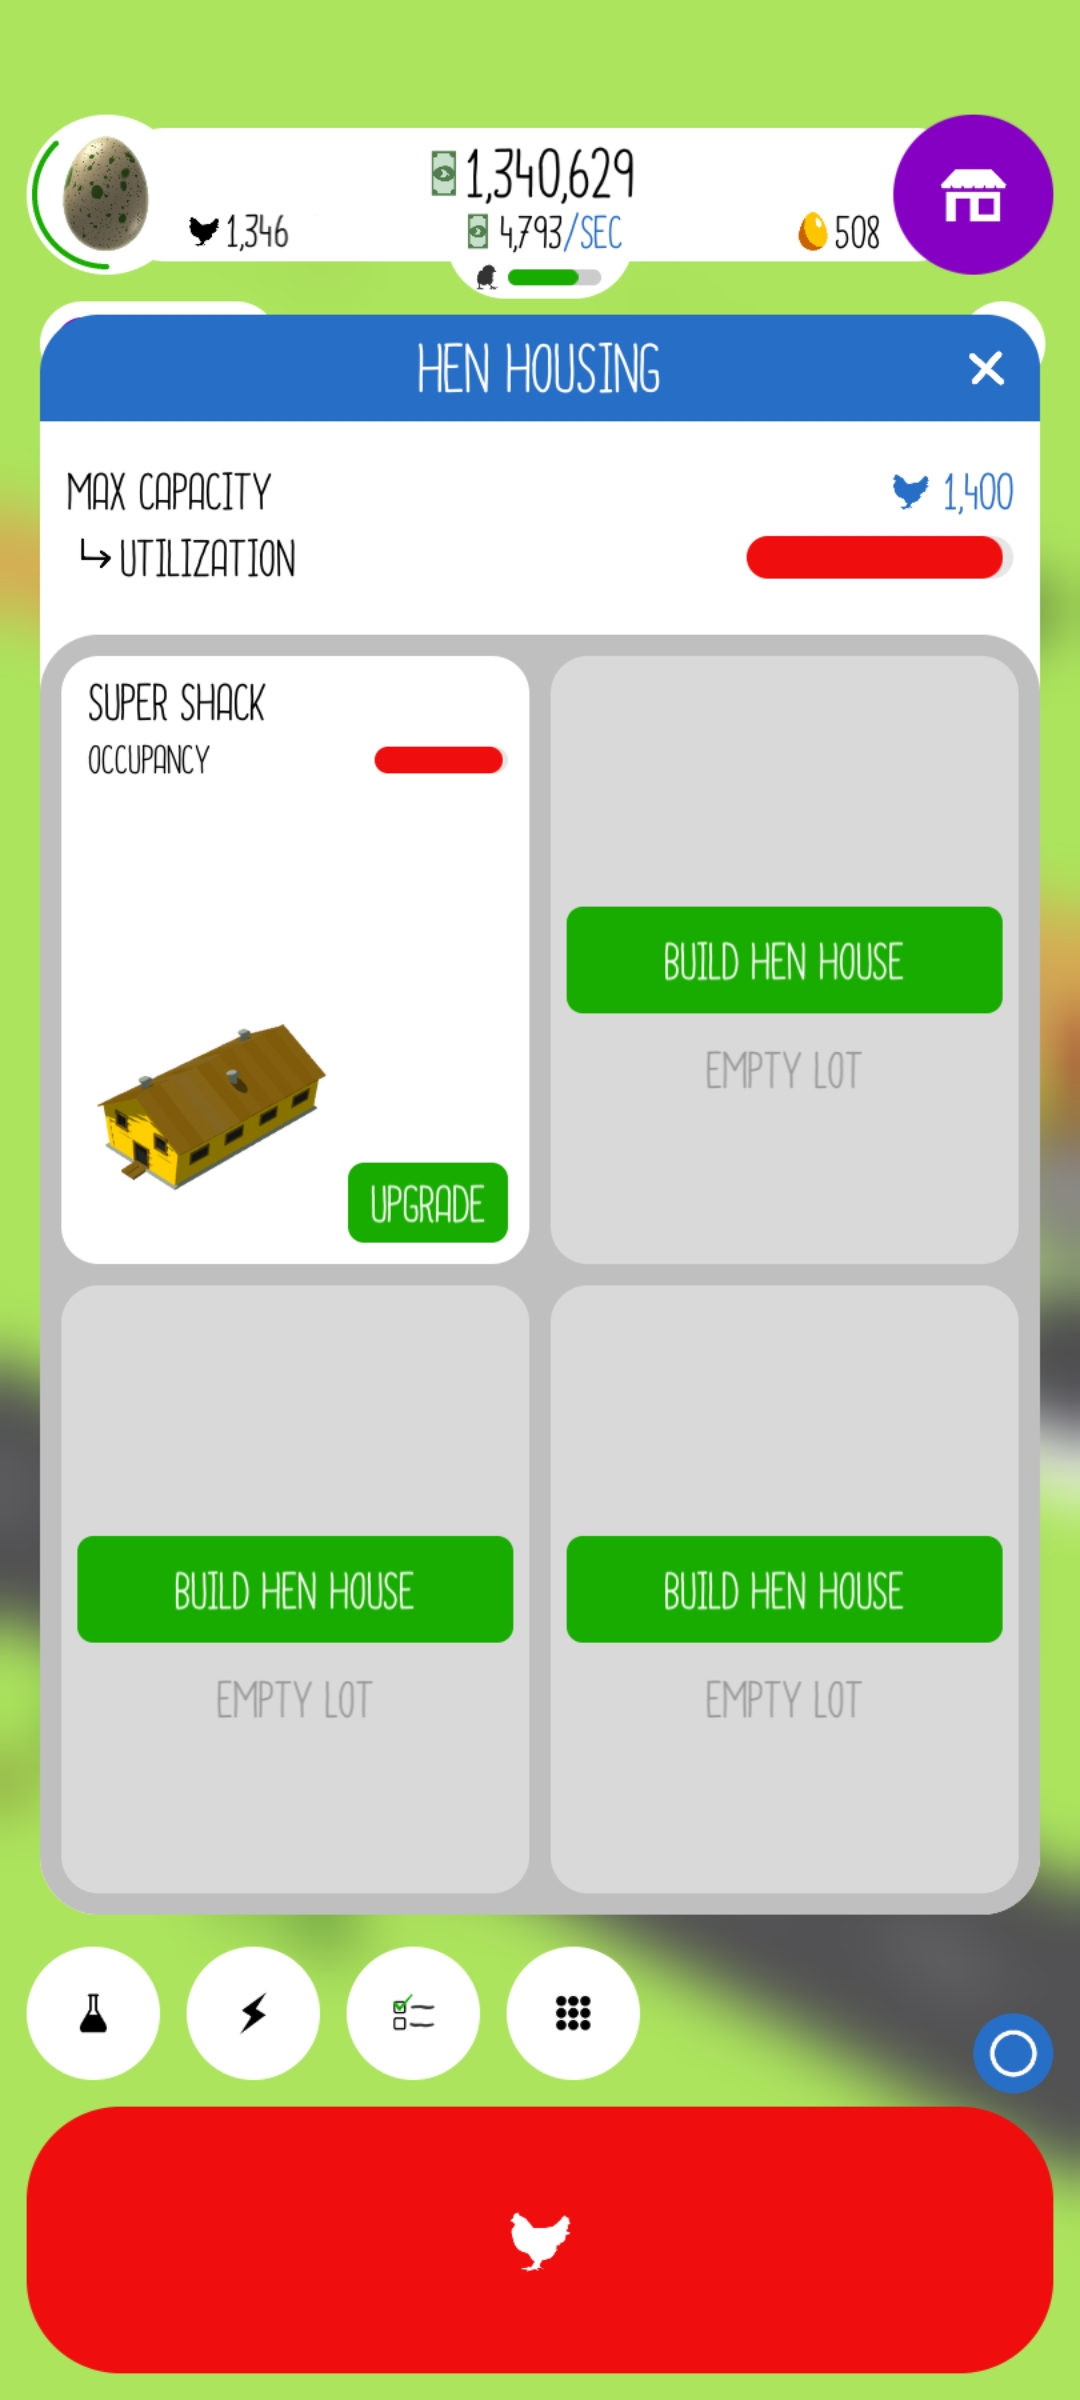 1,340,629
1,346
4,793/SEC
508
HEN HOUSING
MAX CAPACITY
1,400
UTILIZATION
SUPER SHACK
OCCUPANCY
UPGRADE
BUILD HEN HOUSE
EMPTY LOT
BUILD HEN HOUSE
EMPTY LOT
BUILD HEN HOUSE
EMPTY LOT